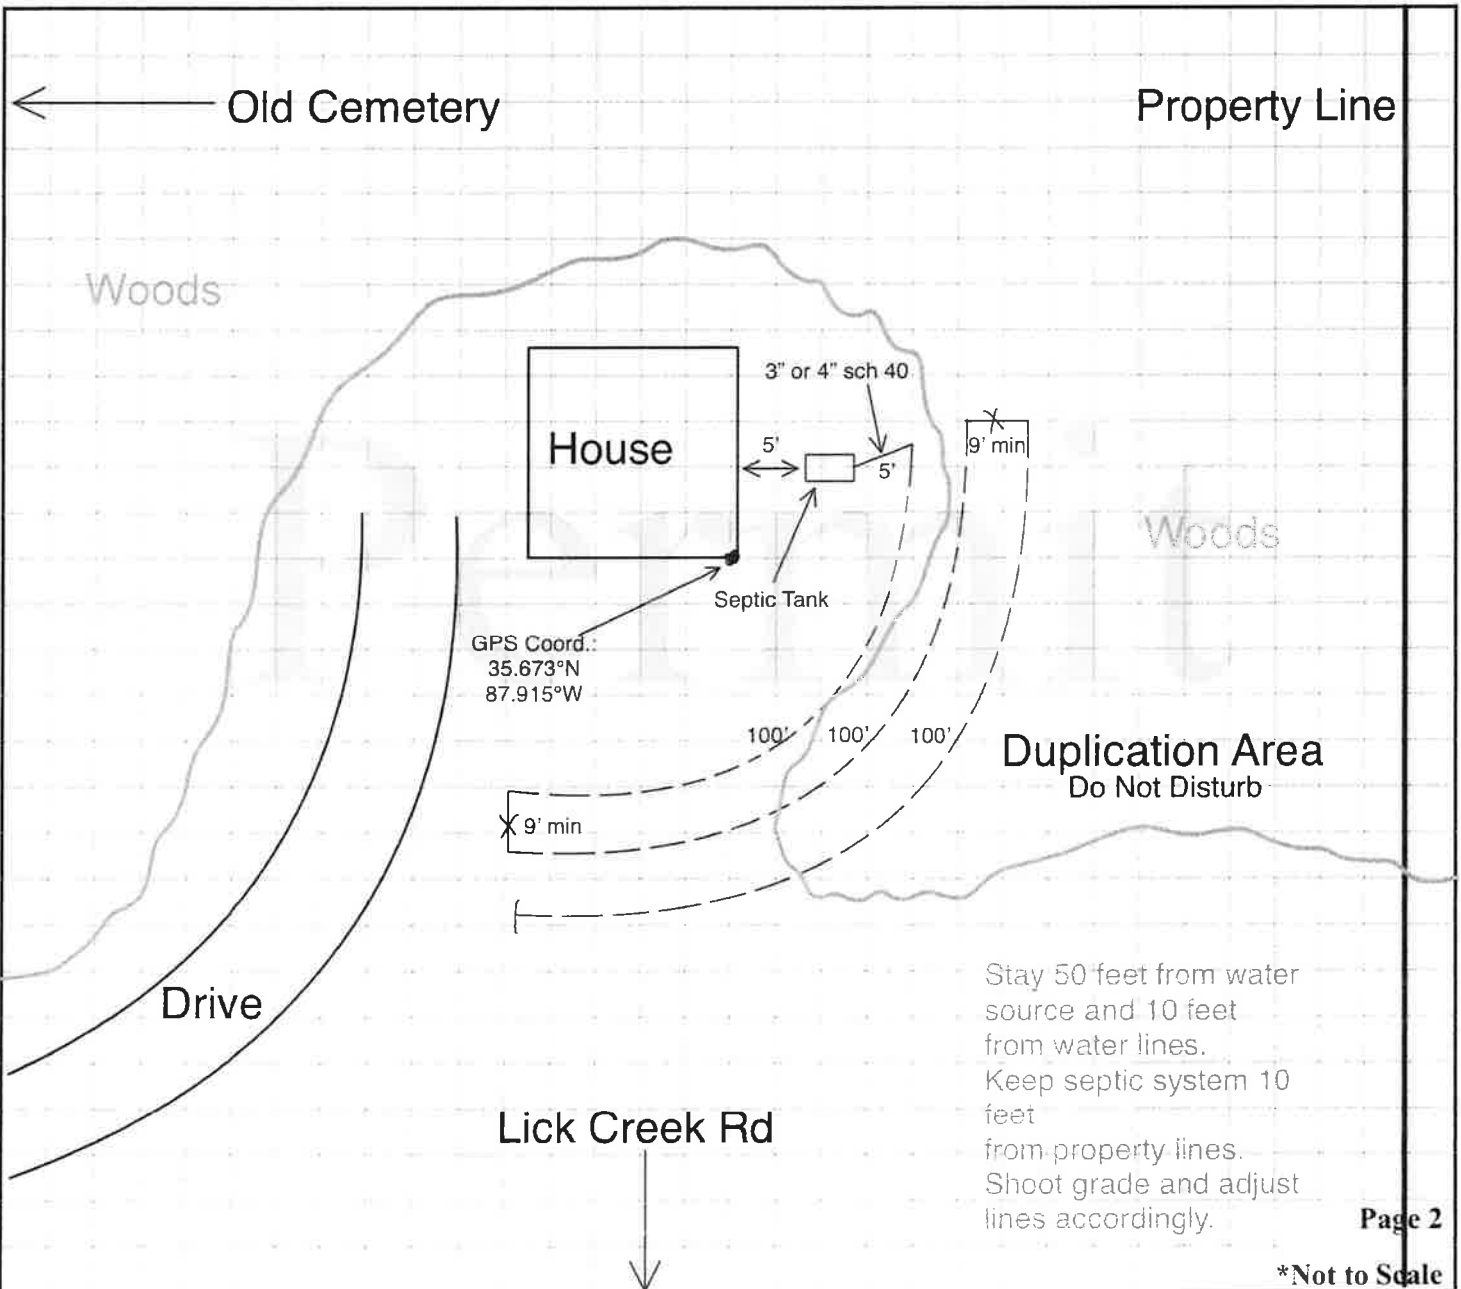 Old Cemetery
Property Line
Woods
3” or 4” sch 40
House
5'
5'
9' min
Woods
Permit
Septic Tank
GPS Coord.:
35.673°N
87.915°W
100'
100'
100'
Duplication Area
Do Not Disturb
9' min
Drive
Stay 50 feet from water
source and 10 feet
from water lines.
Keep septic system 10
feet
from property lines.
Shoot grade and adjust
lines accordingly.
Lick Creek Rd
Page 2
*Not to Scale